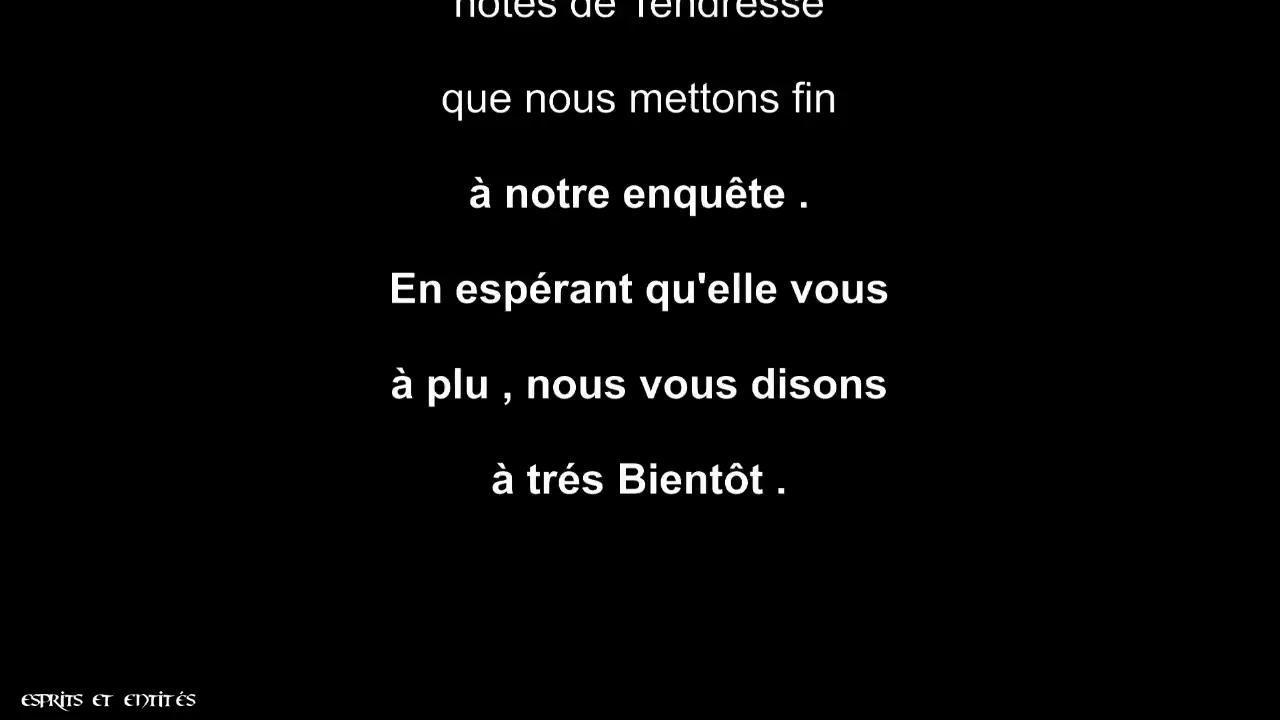 notes de Tendresse
que nous mettons fin
à notre enquête .
En espérant qu'elle vous
à plu , nous vous disons
à trés Bientôt .
ESPRITS ET ENTITÉS